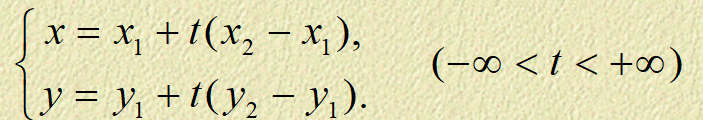 x = x₁ + t(x₂ − x₁),
y = y₁ + t(y₂ − y₁).
(−∞ < t < +∞)